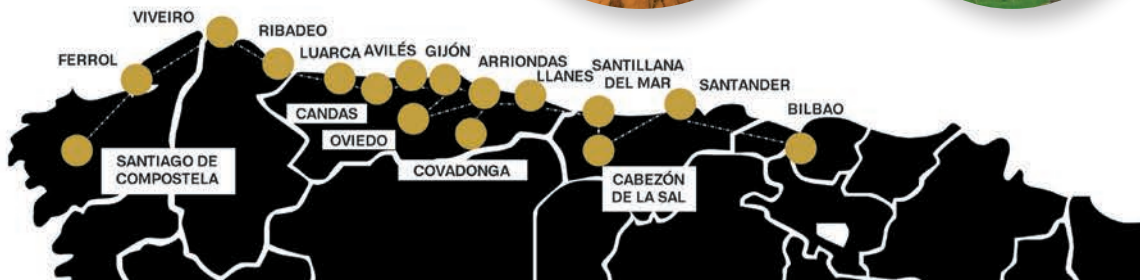 VIVEIRO
RIBADEO
FERROL
LUARCA
AVILÉS
GIJÓN
ARRIONDAS
LLANES
SANTILLANA
DEL MAR
SANTANDER
BILBAO
CANDAS
OVIEDO
COVADONGA
SANTIAGO DE
COMPOSTELA
CABEZÓN
DE LA SAL